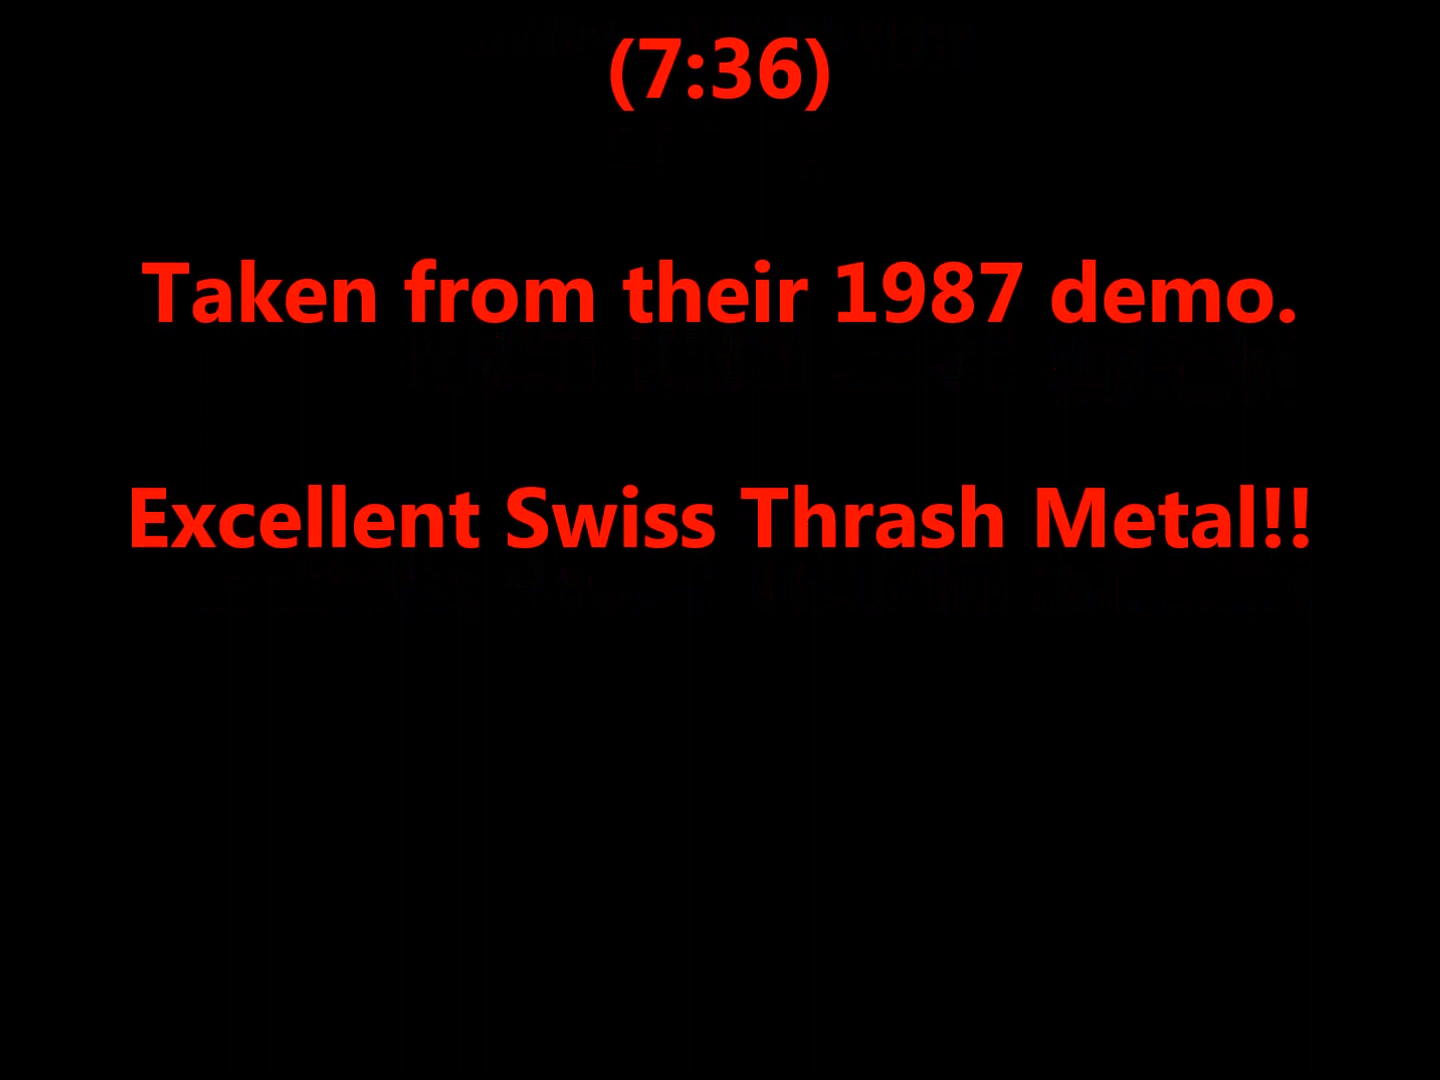 (7:36)
Taken from their 1987 demo.
Excellent Swiss Thrash Metal!!